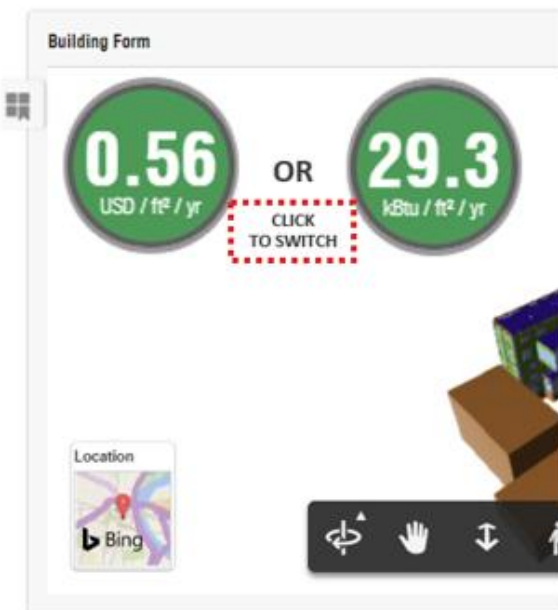 Building Form
0.56
USD / ft² / yr
OR
29.3
kBtu / ft² / yr
CLICK
TO SWITCH
Location
Bing